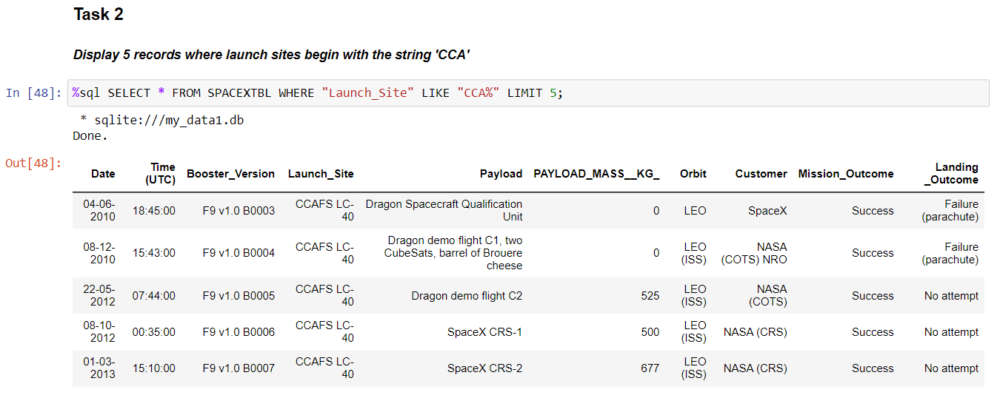 Task 2
Display 5 records where launch sites begin with the string 'CCA'
In [48]: %sql SELECT * FROM SPACEXTBL WHERE "Launch_Site" LIKE "CCA%" LIMIT 5;
* sqlite:///my_data1.db
Done.
Out[48]:
Date Time (UTC) Booster_Version Launch_Site Payload PAYLOAD_MASS__KG_ Orbit Customer Mission_Outcome Landing _Outcome
04-06-2010 18:45:00 F9 v1.0 B0003 CCAFS LC-40 Dragon Spacecraft Qualification Unit 0 LEO SpaceX Success Failure (parachute)
08-12-2010 15:43:00 F9 v1.0 B0004 CCAFS LC-40 Dragon demo flight C1, two CubeSats, barrel of Brouere cheese 0 LEO (ISS) NASA (COTS) NRO Success Failure (parachute)
22-05-2012 07:44:00 F9 v1.0 B0005 CCAFS LC-40 Dragon demo flight C2 525 LEO (ISS) NASA (COTS) Success No attempt
08-10-2012 00:35:00 F9 v1.0 B0006 CCAFS LC-40 SpaceX CRS-1 500 LEO (ISS) NASA (CRS) Success No attempt
01-03-2013 15:10:00 F9 v1.0 B0007 CCAFS LC-40 SpaceX CRS-2 677 LEO (ISS) NASA (CRS) Success No attempt